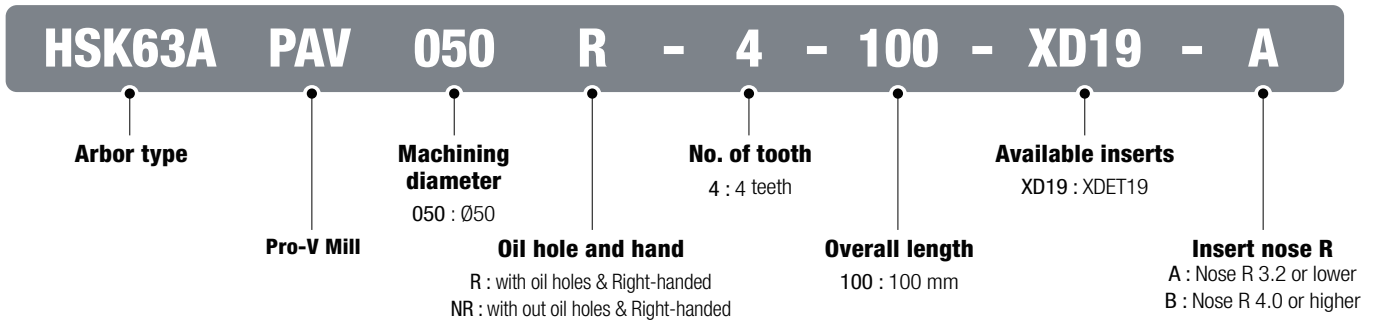 HSK63A PAV 050 R - 4 - 100 - XD19 - A
Arbor type
Pro-V Mill
Machining
diameter
050 : Ø50
Oil hole and hand
R : with oil holes & Right-handed
NR : with out oil holes & Right-handed
No. of tooth
4 : 4 teeth
Overall length
100 : 100 mm
Available inserts
XD19 : XDET19
Insert nose R
A : Nose R 3.2 or lower
B : Nose R 4.0 or higher